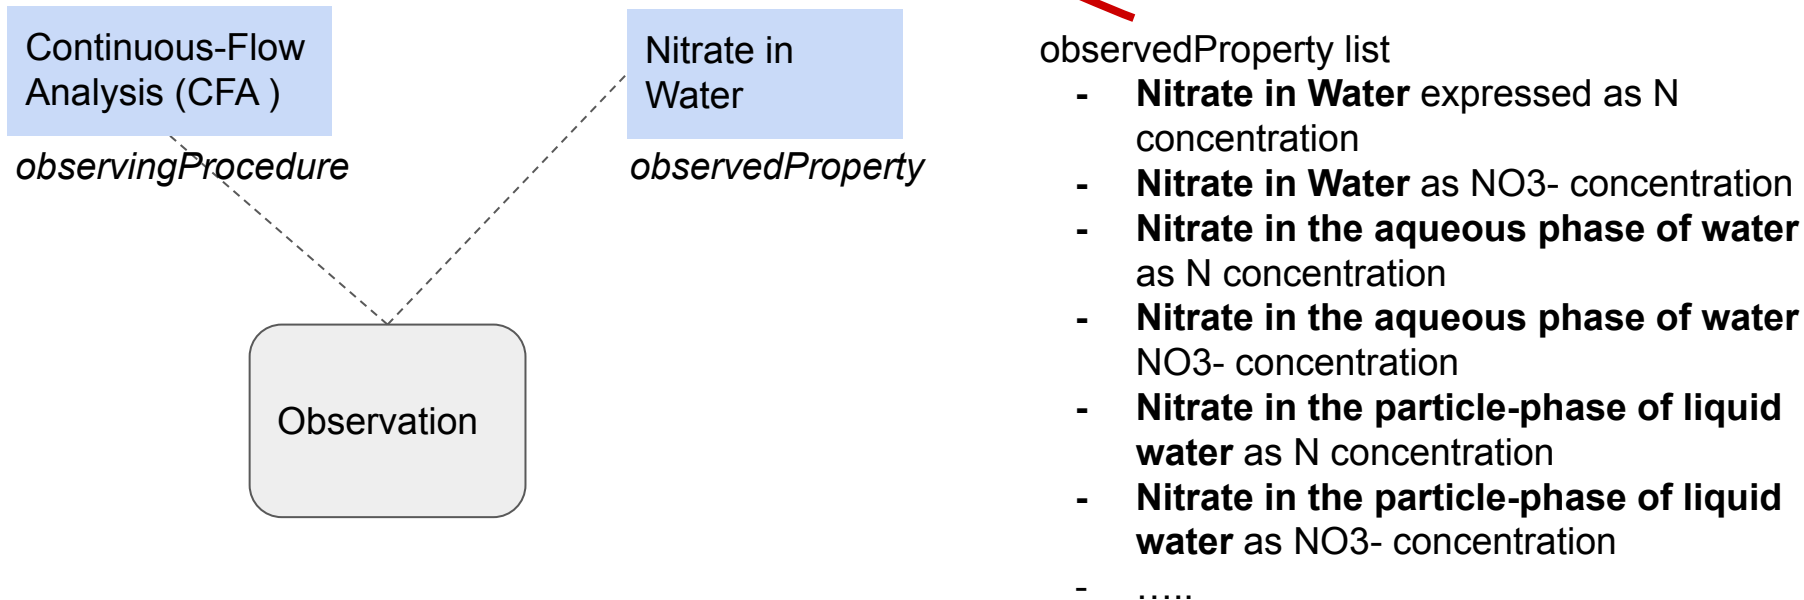 Continuous-Flow
Analysis (CFA )
observingProcedure
Nitrate in
Water
observedProperty
Observation
observedProperty list
- Nitrate in Water expressed as N
concentration
- Nitrate in Water as NO3- concentration
- Nitrate in the aqueous phase of water
as N concentration
- Nitrate in the aqueous phase of water
NO3- concentration
- Nitrate in the particle-phase of liquid
water as N concentration
- Nitrate in the particle-phase of liquid
water as NO3- concentration
- …..